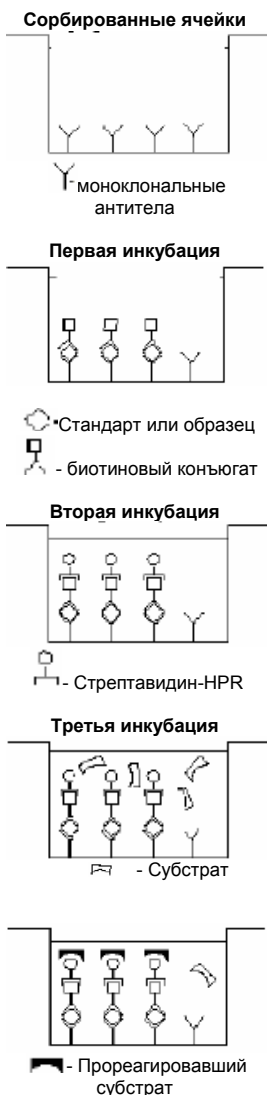 Сорбированные ячейки
моноклональные
антитела
Первая инкубация
Стандарт или образец
- биотиновый конъюгат
Вторая инкубация
- Стрептавидин-HPR
Третья инкубация
- Субстрат
- Прореагировавший
субстрат